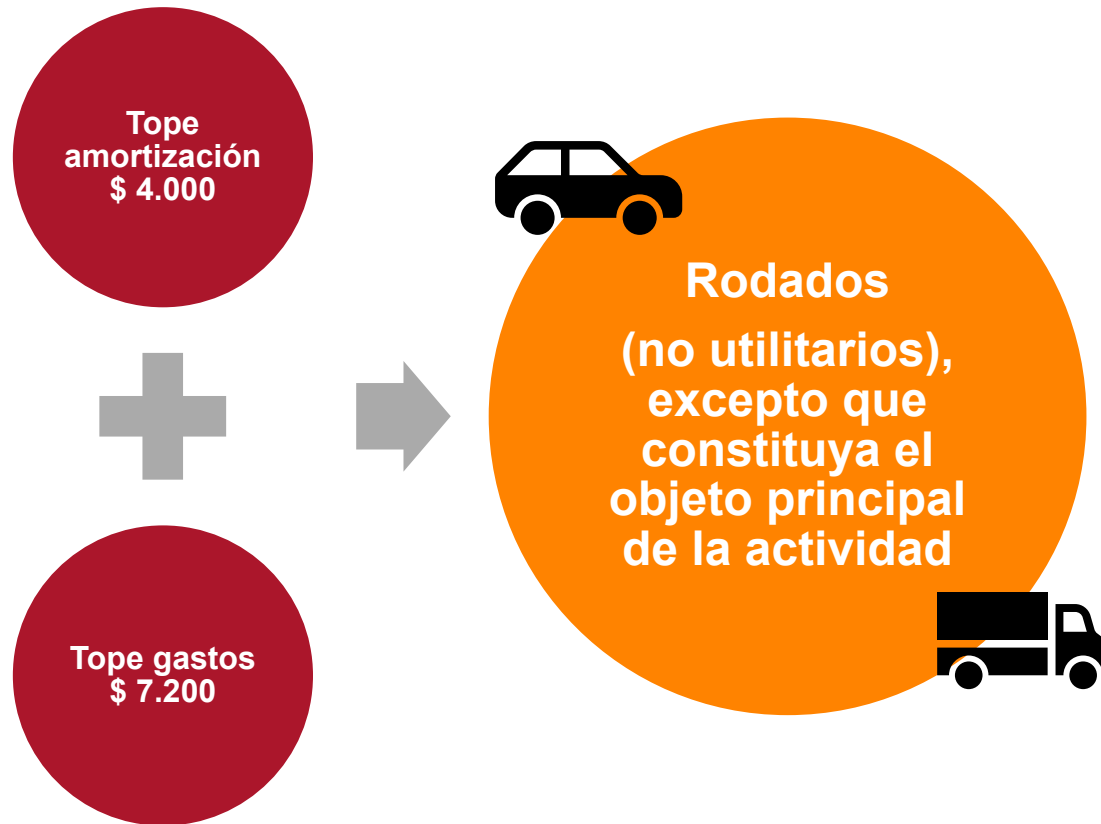 Tope
amortización
$ 4.000
Tope gastos
$ 7.200
Rodados
(no utilitarios),
excepto que
constituya el
objeto principal
de la actividad